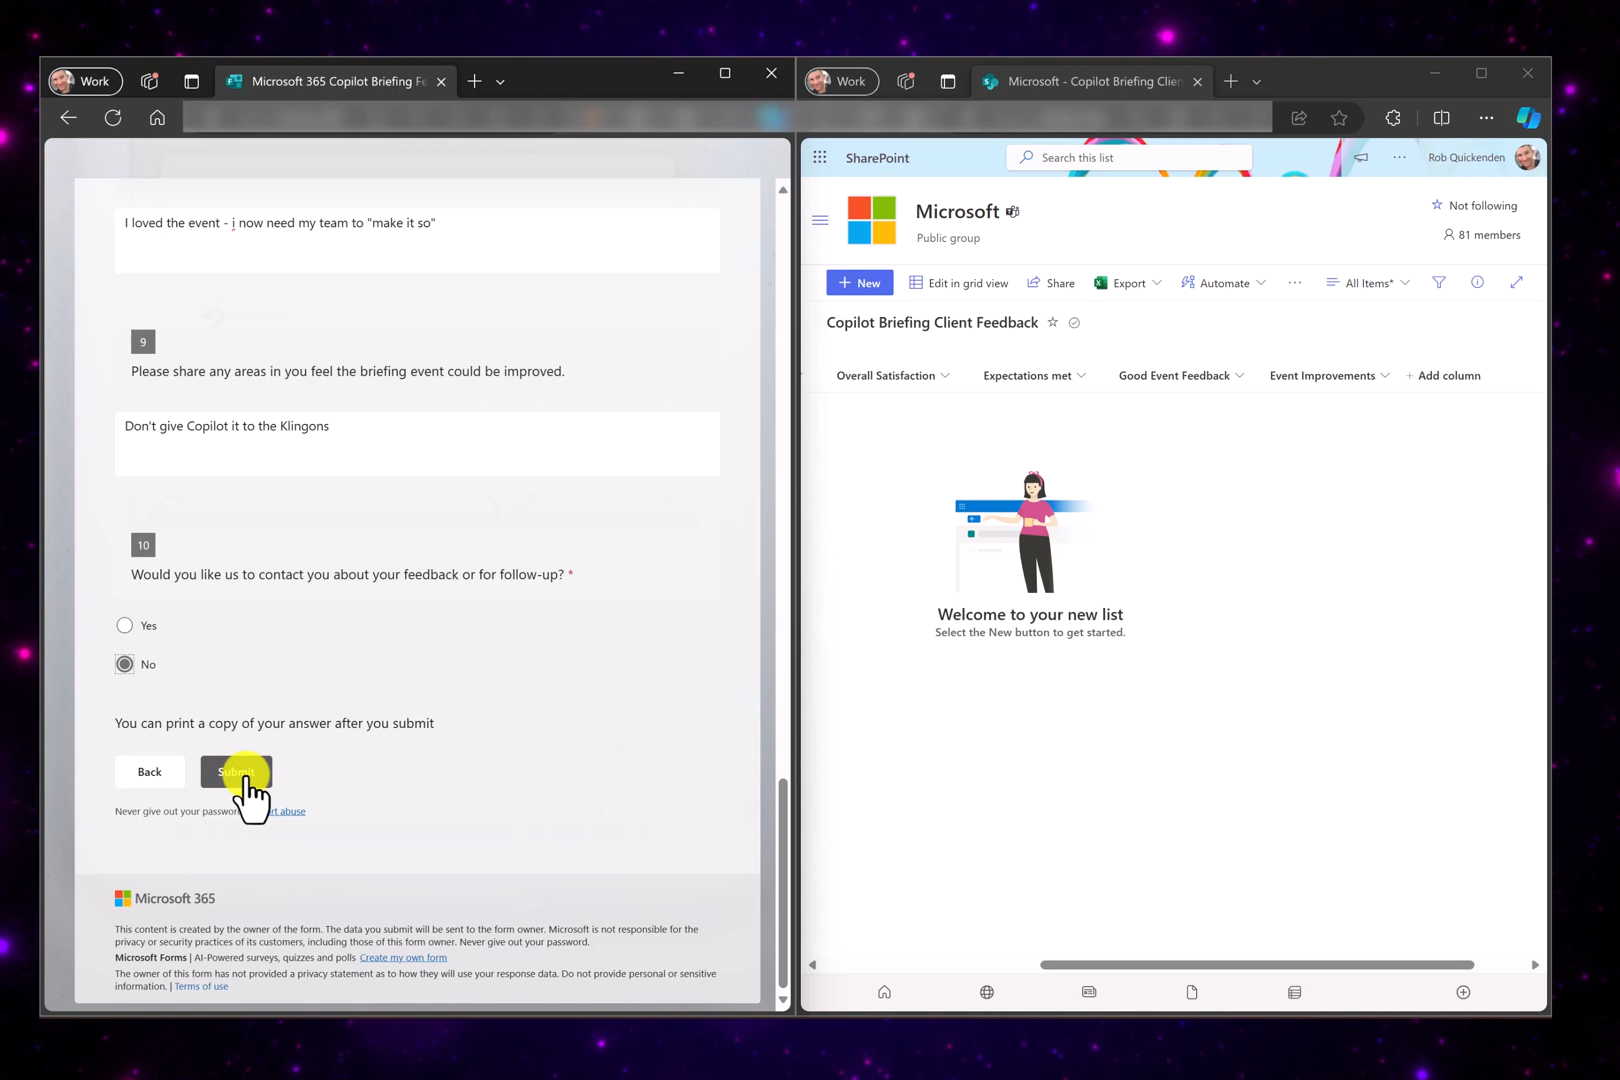 Work
Microsoft 365 Copilot Briefing Fe
I loved the event - i now need my team to "make it so"
9
Please share any areas in you feel the briefing event could be improved.
Don't give Copilot it to the Klingons
10
Would you like us to contact you about your feedback or for follow-up? *
Yes
No
You can print a copy of your answer after you submit
Back
Submit
Never give out your password
rt abuse
Microsoft 365
This content is created by the owner of the form. The data you submit will be sent to the form owner. Microsoft is not responsible for the
privacy or security practices of its customers, including those of this form owner. Never give out your password.
Microsoft Forms | AI-Powered surveys, quizzes and polls Create my own form
The owner of this form has not provided a privacy statement as to how they will use your response data. Do not provide personal or sensitive
information. | Terms of use
Work
Microsoft - Copilot Briefing Clien
SharePoint
Search this list
Rob Quickenden
Microsoft
Not following
Public group
81 members
New
Edit in grid view
Share
Export
Automate
All Items*
Copilot Briefing Client Feedback
Overall Satisfaction
Expectations met
Good Event Feedback
Event Improvements
+ Add column
Welcome to your new list
Select the New button to get started.